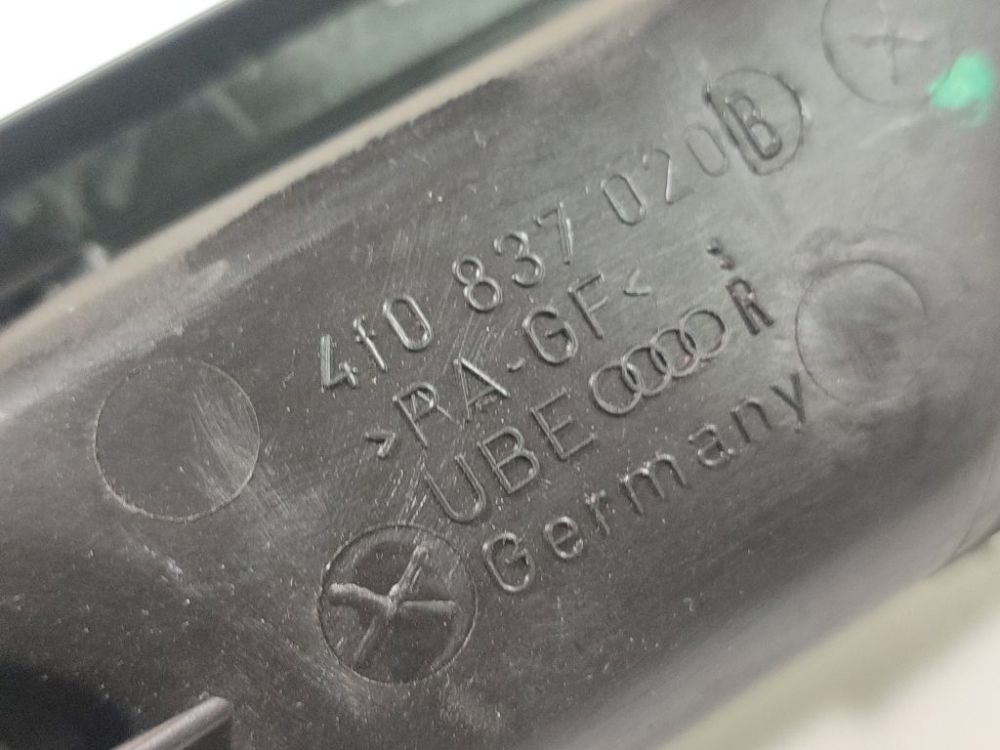 4f0 837 020 B
>PA-GF<
UBE R
Germany